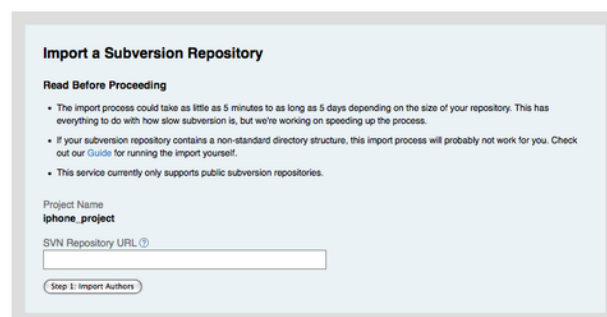 Import a Subversion Repository
Read Before Proceeding
• The import process could take as little as 5 minutes to as long as 5 days depending on the size of your repository. This has
everything to do with how slow subversion is, but we're working on speeding up the process.
• If your subversion repository contains a non-standard directory structure, this import process will probably not work for you. Check
out our Guide for running the import yourself.
• This service currently only supports public subversion repositories.
Project Name
iphone_project
SVN Repository URL ?
Step 1: Import Authors